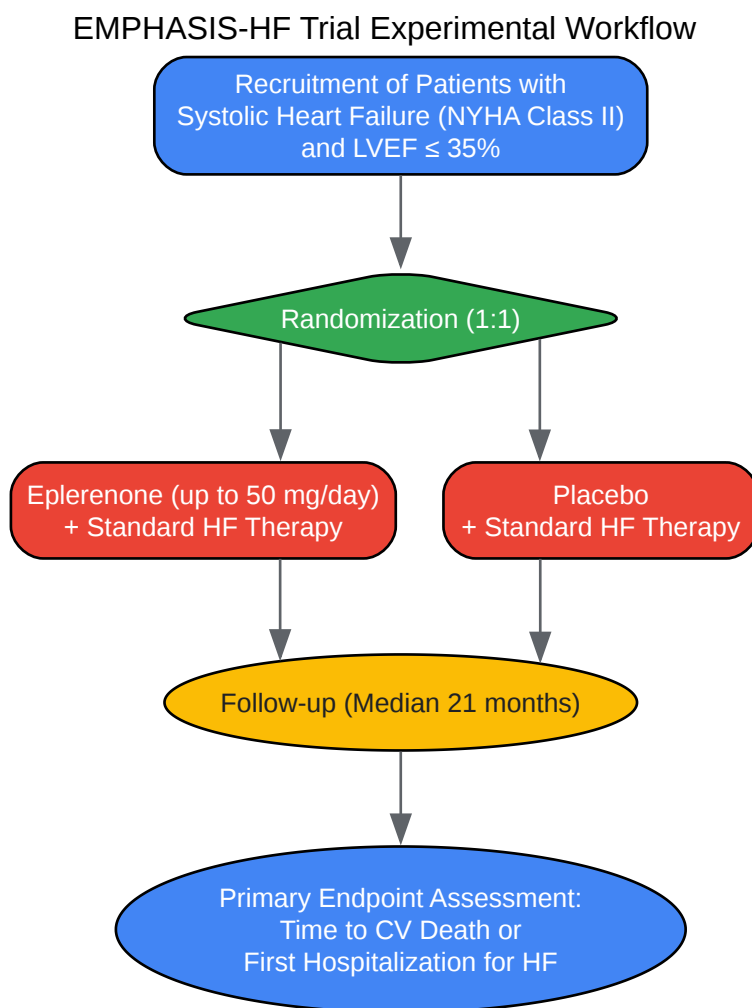 EMPHASIS-HF Trial Experimental Workflow
Recruitment of Patients with
Systolic Heart Failure (NYHA Class II)
and LVEF ≤ 35%
Randomization (1:1)
Eplerenone (up to 50 mg/day)
+ Standard HF Therapy
Placebo
+ Standard HF Therapy
Follow-up (Median 21 months)
Primary Endpoint Assessment:
Time to CV Death or
First Hospitalization for HF